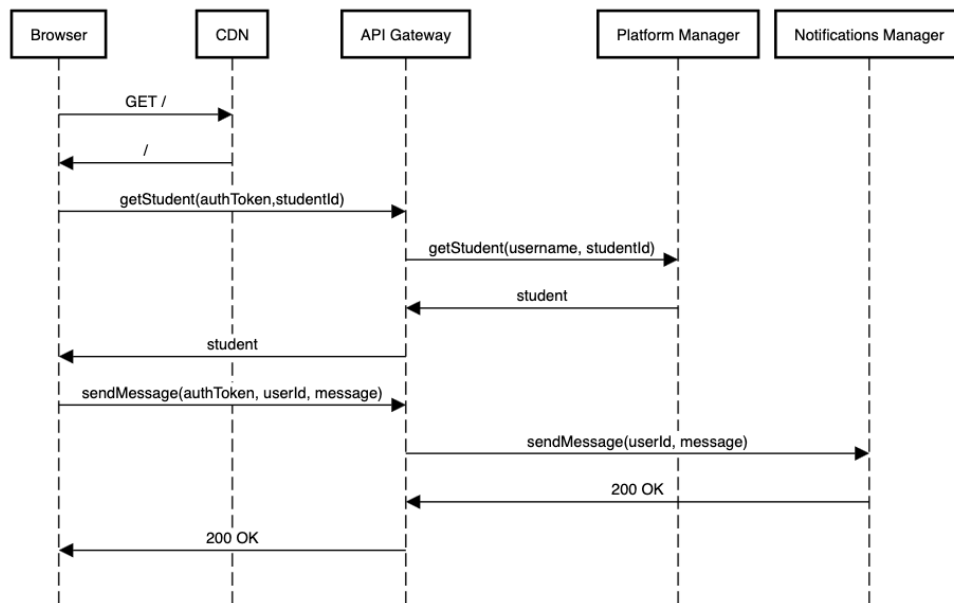 Browser
CDN
API Gateway
Platform Manager
Notifications Manager
GET /
/
getStudent(authToken,studentId)
getStudent(username, studentId)
student
student
sendMessage(authToken, userId, message)
sendMessage(userId, message)
200 OK
200 OK